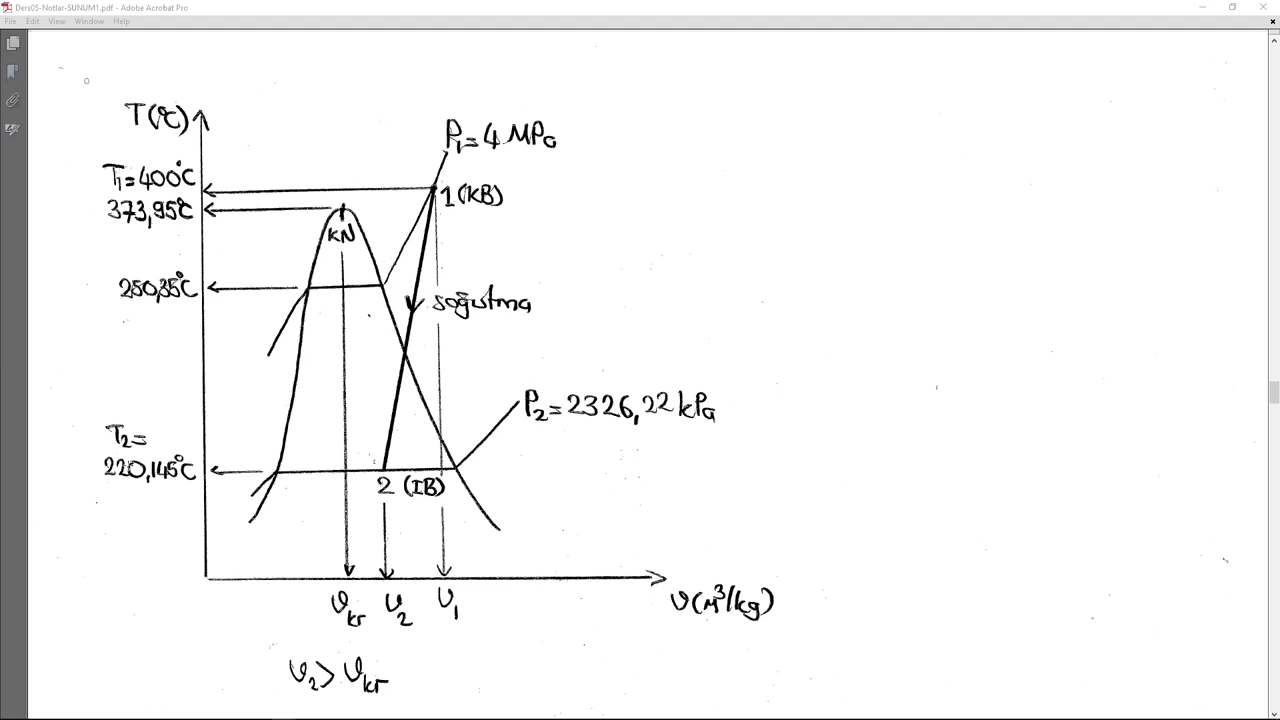 Ders05-Notlar-SUNUM1.pdf - Adobe Acrobat Pro
File Edit View Window Help
T(°C)
P₁=4 MPa
T₁=400°C
1(KB)
373,95°C
KN
250,35°C
soğutma
P₂=2326,22 kPa
T₂=
220,145°C
2 (IB)
υkr υ₂ υ₁
υ(m³/kg)
υ₂> υkr